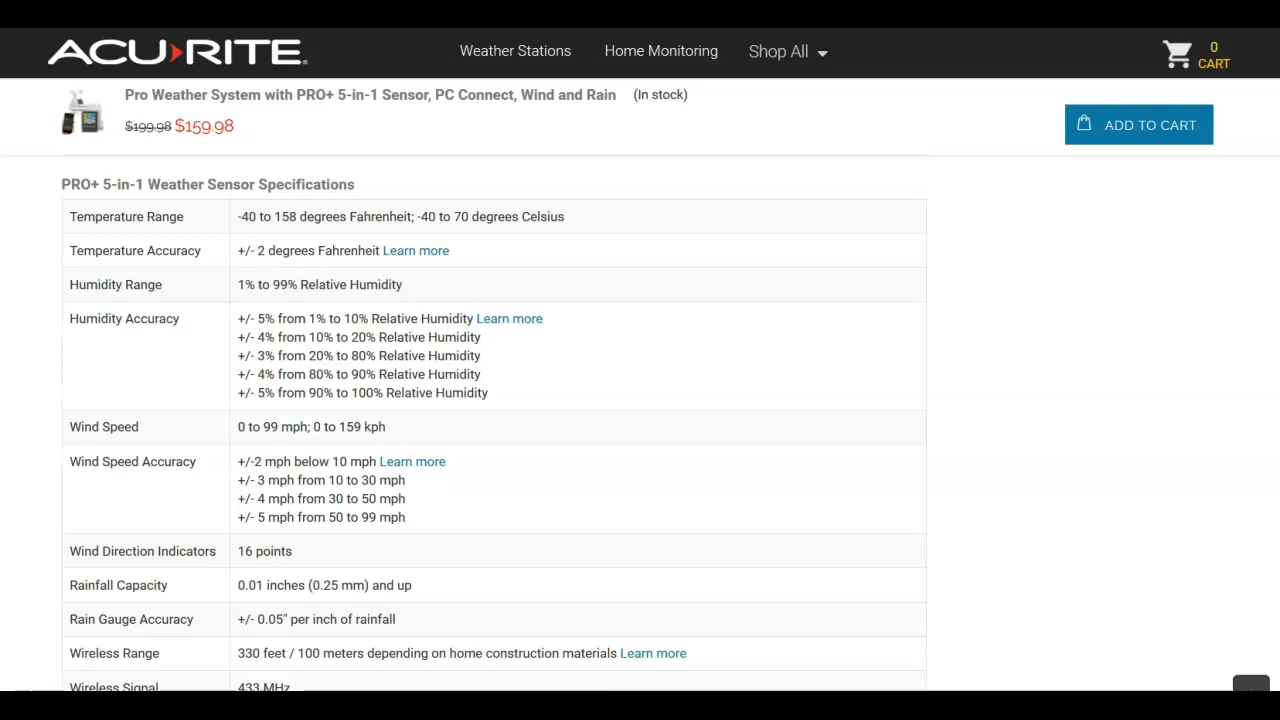 ACU RITE
Weather Stations
Home Monitoring
Shop All
0
CART
Pro Weather System with PRO+ 5-in-1 Sensor, PC Connect, Wind and Rain (In stock)
$199.98 $159.98
ADD TO CART
PRO+ 5-in-1 Weather Sensor Specifications
Temperature Range
-40 to 158 degrees Fahrenheit; -40 to 70 degrees Celsius
Temperature Accuracy
+/- 2 degrees Fahrenheit Learn more
Humidity Range
1% to 99% Relative Humidity
Humidity Accuracy
+/- 5% from 1% to 10% Relative Humidity Learn more
+/- 4% from 10% to 20% Relative Humidity
+/- 3% from 20% to 80% Relative Humidity
+/- 4% from 80% to 90% Relative Humidity
+/- 5% from 90% to 100% Relative Humidity
Wind Speed
0 to 99 mph; 0 to 159 kph
Wind Speed Accuracy
+/-2 mph below 10 mph Learn more
+/- 3 mph from 10 to 30 mph
+/- 4 mph from 30 to 50 mph
+/- 5 mph from 50 to 99 mph
Wind Direction Indicators
16 points
Rainfall Capacity
0.01 inches (0.25 mm) and up
Rain Gauge Accuracy
+/- 0.05" per inch of rainfall
Wireless Range
330 feet / 100 meters depending on home construction materials Learn more
Wireless Signal
433 MHz